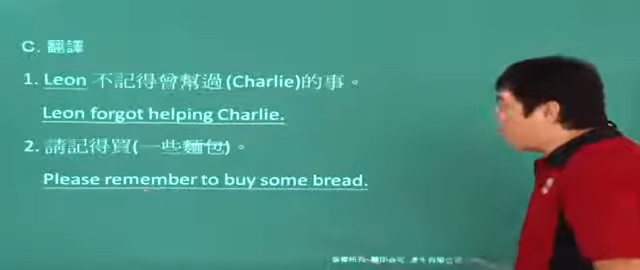 C. 翻譯
1. Leon 不記得曾幫過(Charlie)的事。
Leon forgot helping Charlie.
2. 請記得買(一些麵包)。
Please remember to buy some bread.